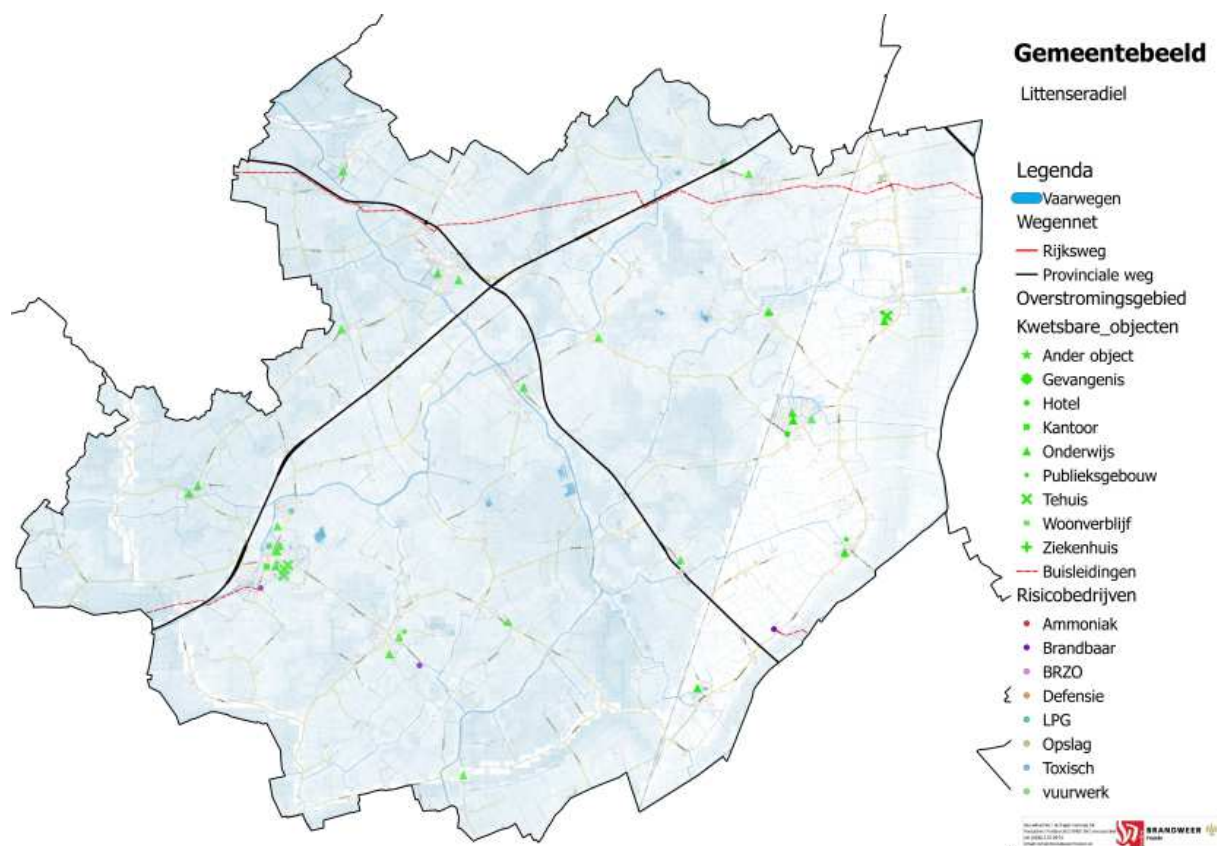 Gemeentebeeld
Littenseradiel
Legenda
Vaarwegen
Wegennet
Rijksweg
Provinciale weg
Overstromingsgebied
Kwetsbare_objecten
Ander object
Gevangenis
Hotel
Kantoor
Onderwijs
Publieksgebouw
Tehuis
Woonverblijf
Ziekenhuis
Buisleidingen
Risicobedrijven
Ammoniak
Brandbaar
BRZO
Defensie
LPG
Opslag
Toxisch
vuurwerk
BRANDWEER